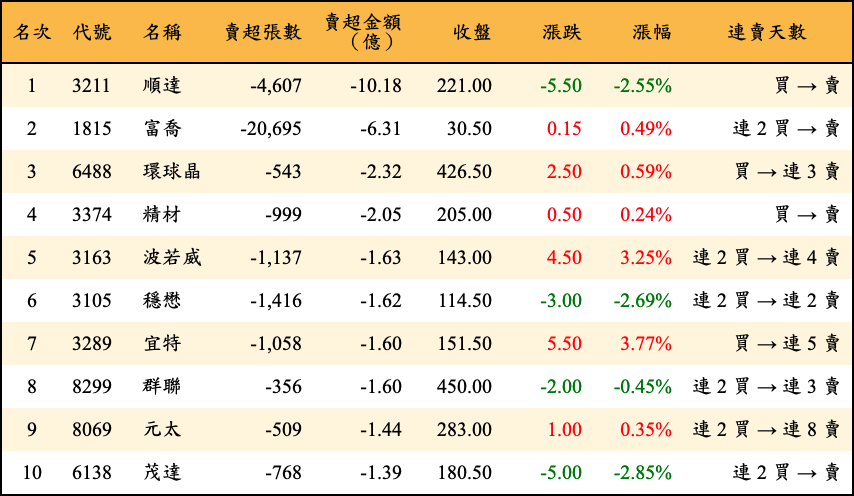 名次 代號 名稱 賣超張數 賣超金額（億） 收盤 漲跌 漲幅 連賣天數
1 3211 順達 -4,607 -10.18 221.00 -5.50 -2.55% 買→賣
2 1815 富喬 -20,695 -6.31 30.50 0.15 0.49% 連2買→賣
3 6488 環球晶 -543 -2.32 426.50 2.50 0.59% 買→連3賣
4 3374 精材 -999 -2.05 205.00 0.50 0.24% 買→賣
5 3163 波若威 -1,137 -1.63 143.00 4.50 3.25% 連2買→連4賣
6 3105 穩懋 -1,416 -1.62 114.50 -3.00 -2.69% 連2買→連2賣
7 3289 宜特 -1,058 -1.60 151.50 5.50 3.77% 買→連5賣
8 8299 群聯 -356 -1.60 450.00 -2.00 -0.45% 連2買→連3賣
9 8069 元太 -509 -1.44 283.00 1.00 0.35% 連2買→連8賣
10 6138 茂達 -768 -1.39 180.50 -5.00 -2.85% 連2買→賣